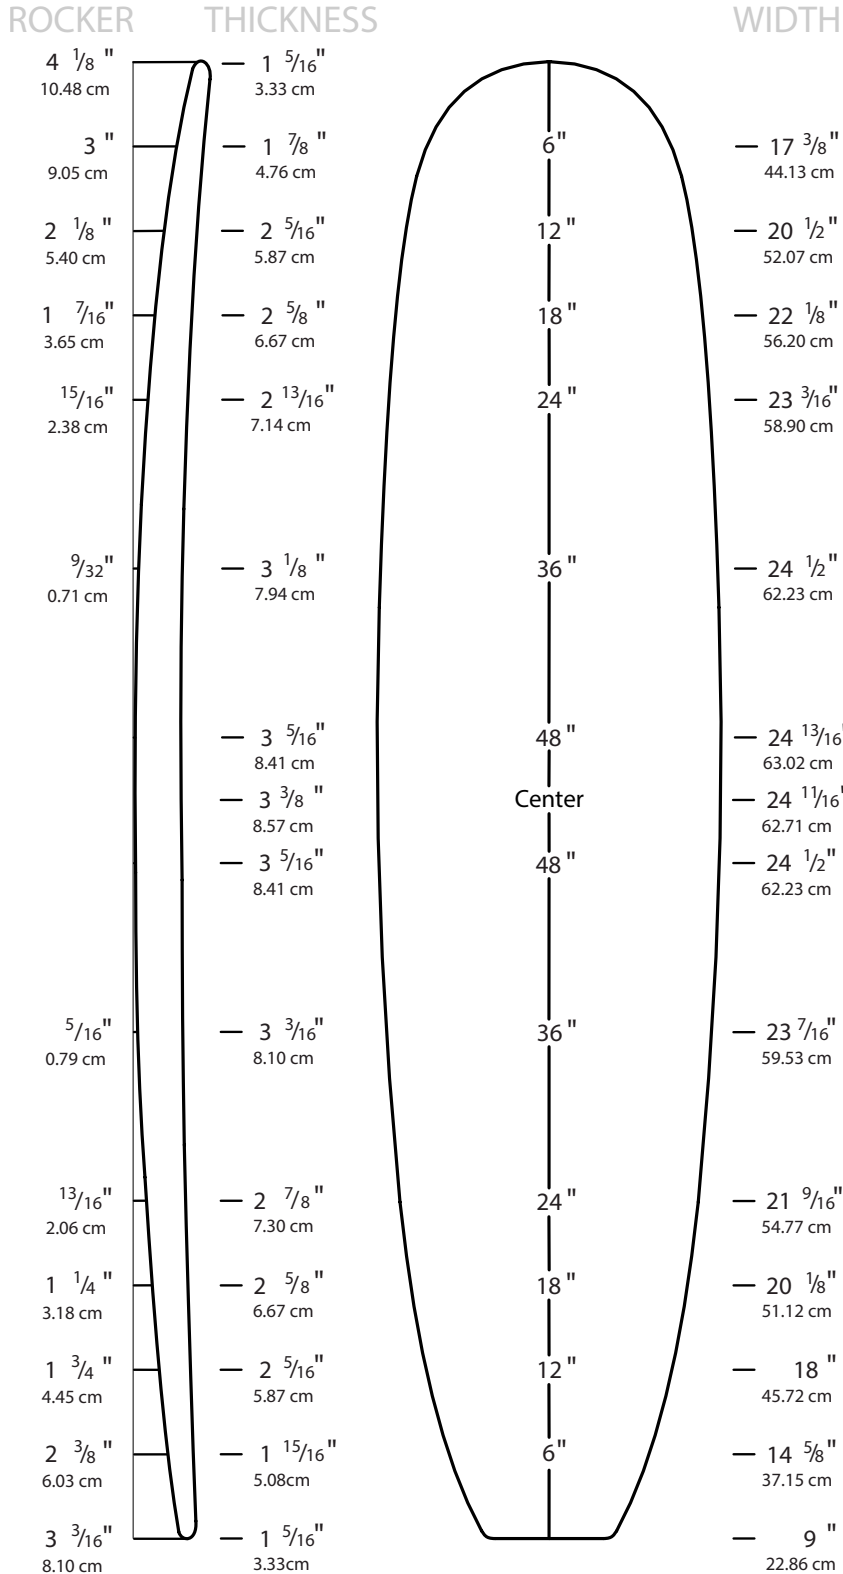 ROCKER THICKNESS WIDTH
4 1/8 " 1 5/16"
10.48 cm 3.33 cm
3 " 1 7/8 " 6" 17 3/8"
9.05 cm 4.76 cm 44.13 cm
2 1/8 " 2 5/16" 12" 20 1/2"
5.40 cm 5.87 cm 52.07 cm
1 7/16" 2 5/8 " 18" 22 1/8"
3.65 cm 6.67 cm 56.20 cm
15/16" 2 13/16" 24" 23 3/16"
2.38 cm 7.14 cm 58.90 cm
9/32" 3 1/8 " 36" 24 1/2"
0.71 cm 7.94 cm 62.23 cm
3 5/16" 48" 24 13/16"
8.41 cm 63.02 cm
3 3/8 " Center 24 11/16"
8.57 cm 62.71 cm
3 5/16" 48" 24 1/2"
8.41 cm 62.23 cm
5/16" 3 3/16" 36" 23 7/16"
0.79 cm 8.10 cm 59.53 cm
13/16" 2 7/8 " 24" 21 9/16"
2.06 cm 7.30 cm 54.77 cm
1 1/4 " 2 5/8 " 18" 20 1/8"
3.18 cm 6.67 cm 51.12 cm
1 3/4 " 2 5/16" 12" 18 "
4.45 cm 5.87 cm 45.72 cm
2 3/8 " 1 15/16" 6" 14 5/8"
6.03 cm 5.08cm 37.15 cm
3 3/16" 1 5/16" 9 "
8.10 cm 3.33cm 22.86 cm